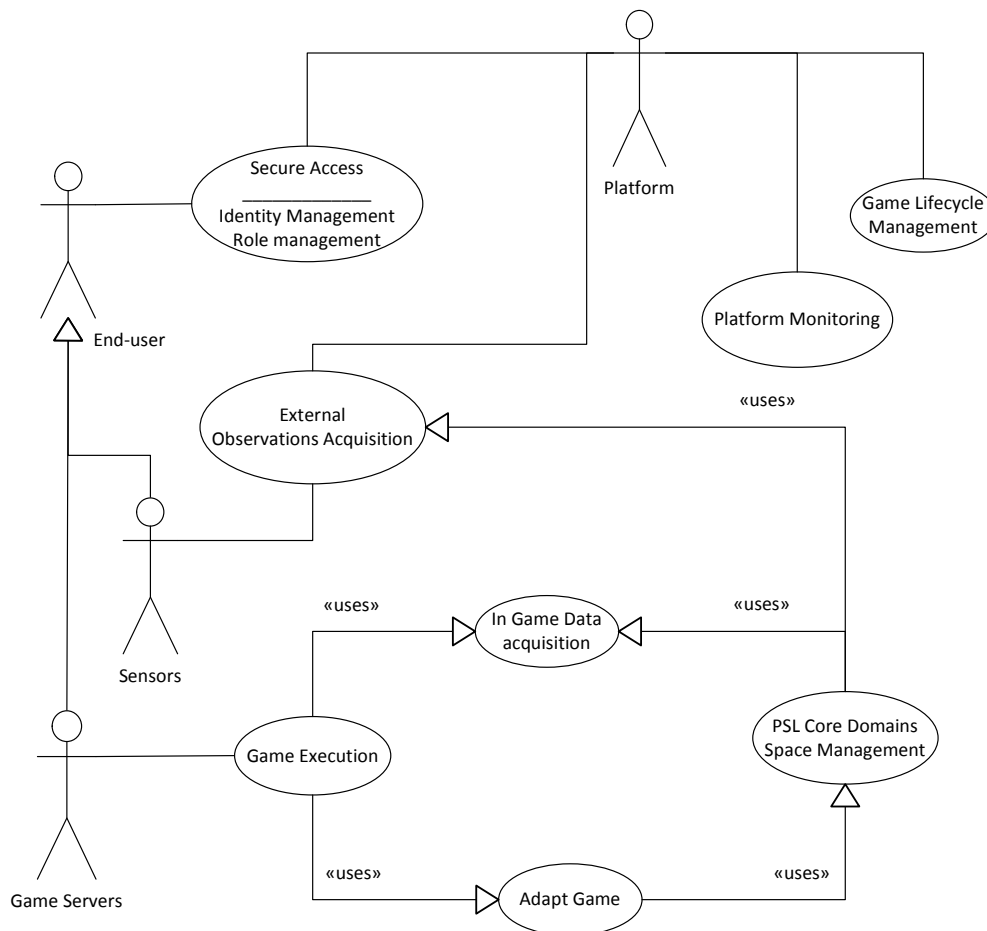 Secure Access
Identity Management
Role management
Platform
Game Lifecycle
Management
Platform Monitoring
End-user
«uses»
External
Observations Acquisition
«uses»
«uses»
In Game Data
acquisition
Sensors
PSL Core Domains
Space Management
Game Execution
«uses»
«uses»
Adapt Game
Game Servers